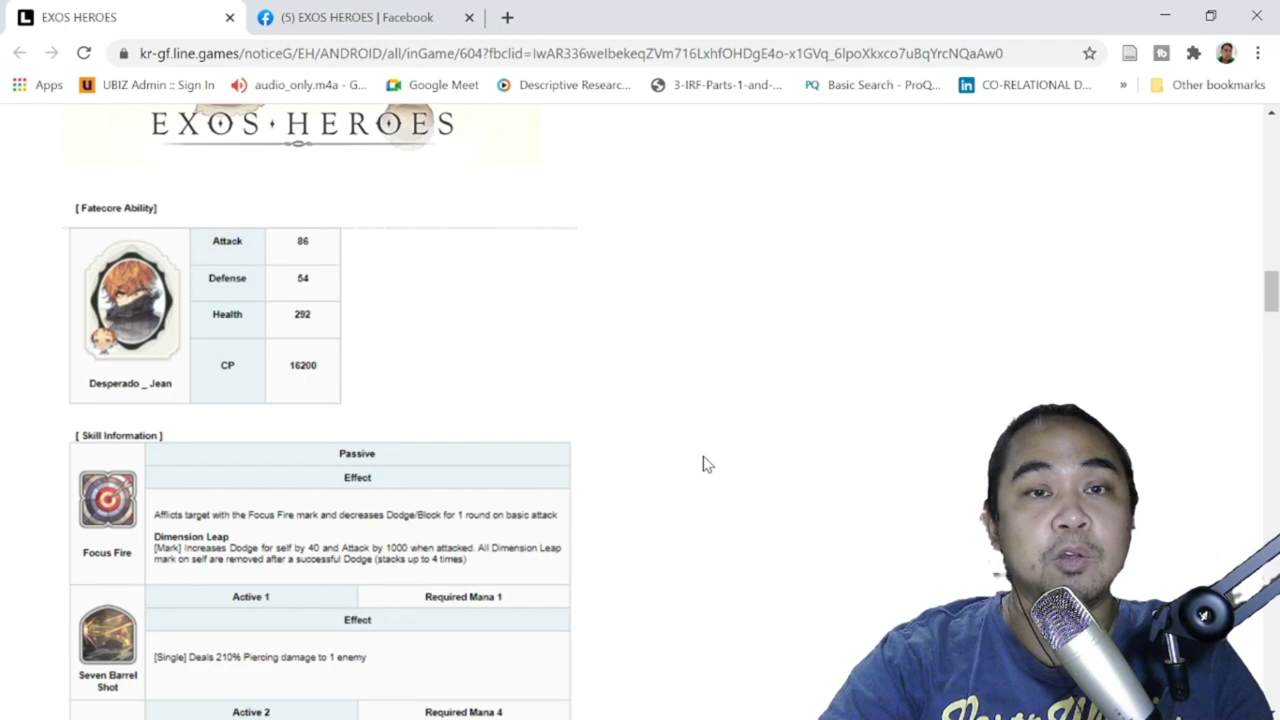 EXOS HEROES
(5) EXOS HEROES | Facebook
kr-gf.line.games/noticeG/EH/ANDROID/all/inGame/604?fbclid=IwAR336weIbekeqZVm716LxhfOHDgE4o-x1GVq_6lpoXkxco7uBqYrcNQaAw0
Apps
UBIZ Admin :: Sign In
audio_only.m4a - G...
Google Meet
Descriptive Researc...
3-IRF-Parts-1-and-...
PQ
Basic Search - ProQ...
CO-RELATIONAL D...
»
Other bookmarks
EXOS HEROES
[ Fatecore Ability]
Attack 86
Defense 54
Health 292
CP 16200
Desperado _ Jean
[ Skill Information ]
Passive
Effect
Afflicts target with the Focus Fire mark and decreases Dodge/Block for 1 round on basic attack
Dimension Leap
[Mark] Increases Dodge for self by 40 and Attack by 1000 when attacked. All Dimension Leap
mark on self are removed after a successful Dodge (stacks up to 4 times)
Focus Fire
Active 1 Required Mana 1
Effect
[Single] Deals 210% Piercing damage to 1 enemy
Seven Barrel
Shot
Active 2 Required Mana 4